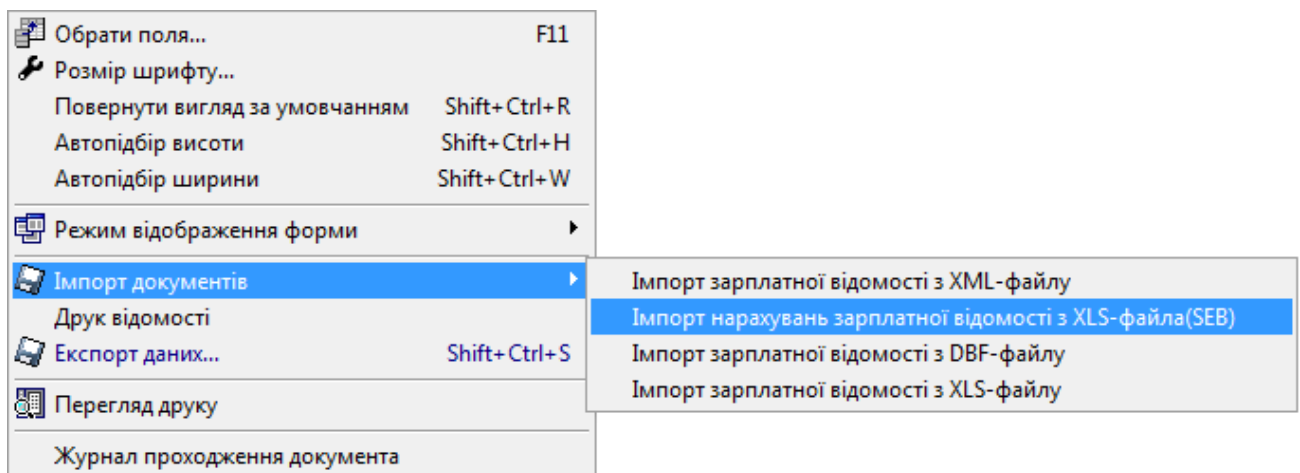 Обрати поля... F11
Розмір шрифту...
Повернути вигляд за умовчанням Shift+Ctrl+R
Автопідбір висоти Shift+Ctrl+H
Автопідбір ширини Shift+Ctrl+W
Режим відображення форми
Імпорт документів
Друк відомості
Експорт даних... Shift+Ctrl+S
Перегляд друку
Журнал проходження документа
Імпорт зарплатної відомості з XML-файлу
Імпорт нарахувань зарплатної відомості з XLS-файла(SEB)
Імпорт зарплатної відомості з DBF-файлу
Імпорт зарплатної відомості з XLS-файлу